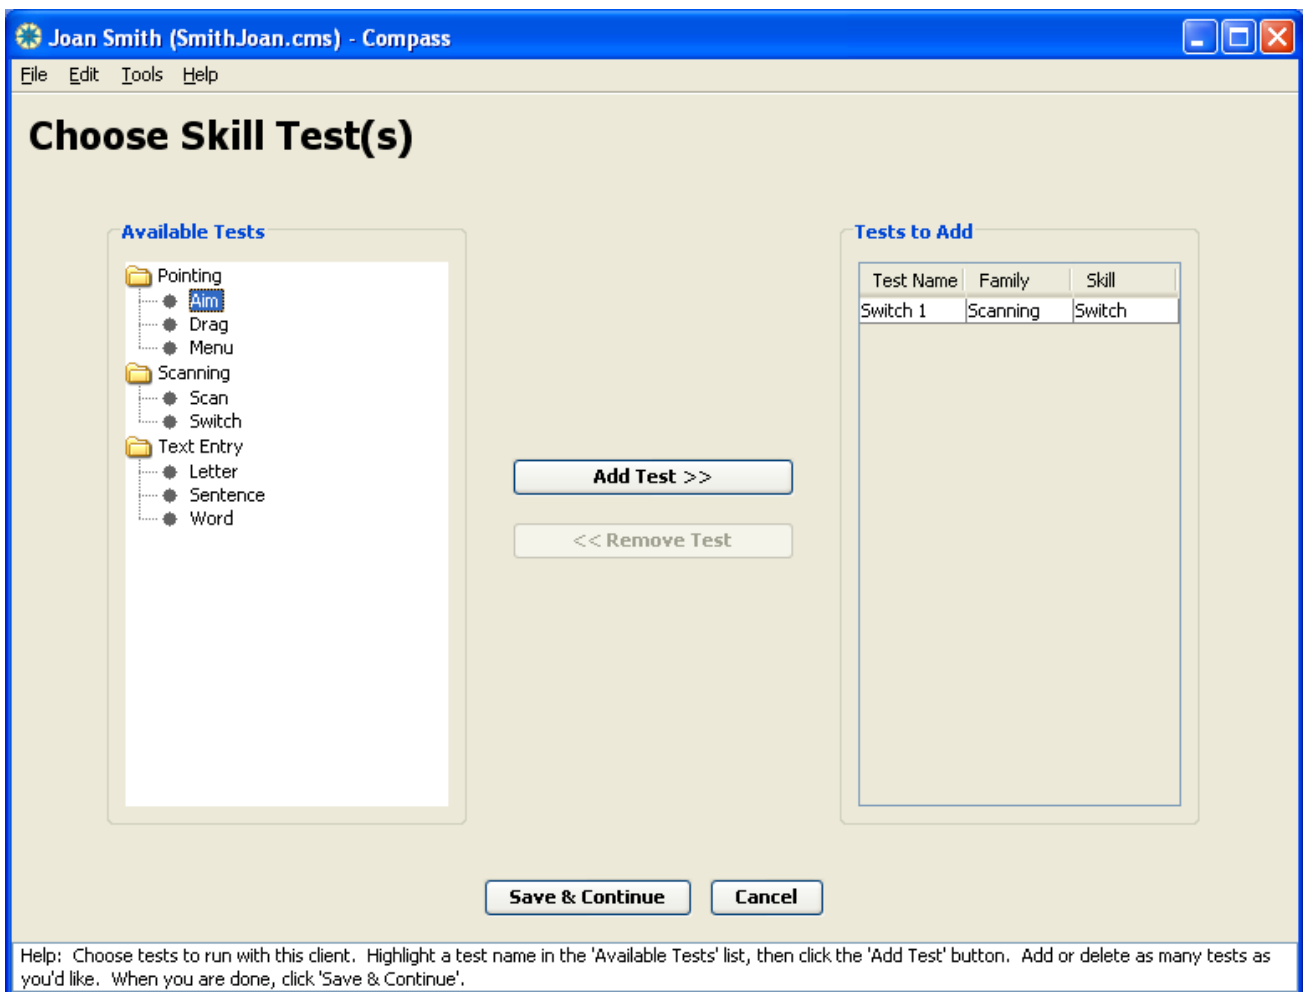 Joan Smith (SmithJoan.cms) - Compass
File Edit Tools Help
Choose Skill Test(s)
Available Tests
Pointing
Aim
Drag
Menu
Scanning
Scan
Switch
Text Entry
Letter
Sentence
Word
Add Test >>
<< Remove Test
Tests to Add
Test Name Family Skill
Switch 1 Scanning Switch
Save & Continue Cancel
Help: Choose tests to run with this client. Highlight a test name in the 'Available Tests' list, then click the 'Add Test' button. Add or delete as many tests as
you'd like. When you are done, click 'Save & Continue'.